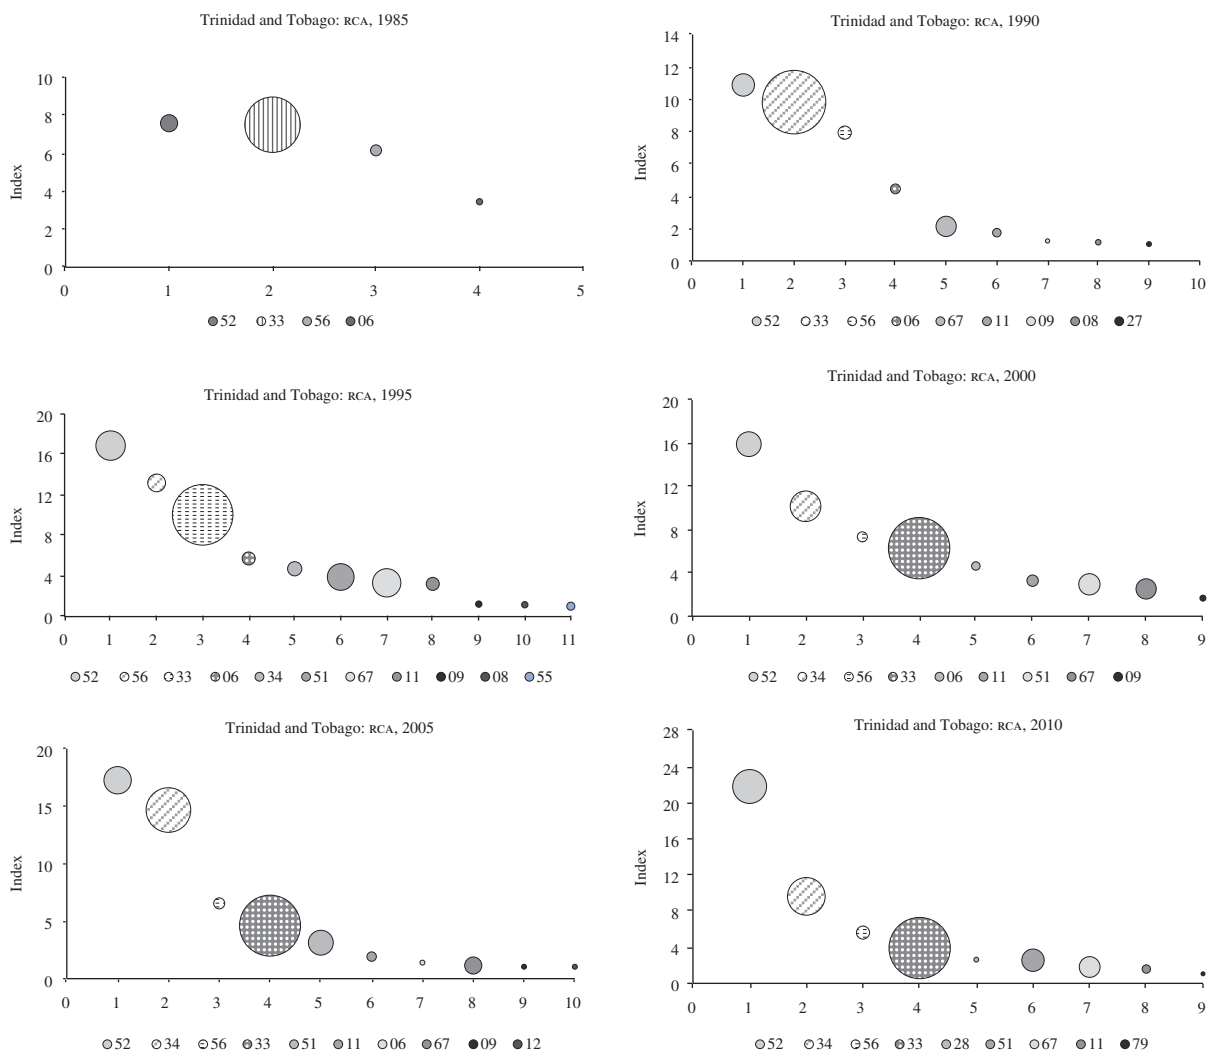 Trinidad and Tobago: RCA, 1985
10
8
6
4
2
0
Index
0 1 2 3 4 5
52 33 56 06
Trinidad and Tobago: RCA, 1990
14
12
10
8
6
4
2
0
Index
0 1 2 3 4 5 6 7 8 9 10
52 33 56 06 67 11 09 08 27
Trinidad and Tobago: RCA, 1995
20
16
12
8
4
0
Index
0 1 2 3 4 5 6 7 8 9 10 11
52 56 33 06 34 51 67 11 09 08 55
Trinidad and Tobago: RCA, 2000
20
16
12
8
4
0
Index
0 1 2 3 4 5 6 7 8 9
52 34 56 33 06 11 51 67 09
Trinidad and Tobago: RCA, 2005
20
15
10
5
0
Index
0 1 2 3 4 5 6 7 8 9 10
52 34 56 33 51 11 06 67 09 12
Trinidad and Tobago: RCA, 2010
28
24
20
16
12
8
4
0
Index
0 1 2 3 4 5 6 7 8 9
52 34 56 33 28 51 67 11 79